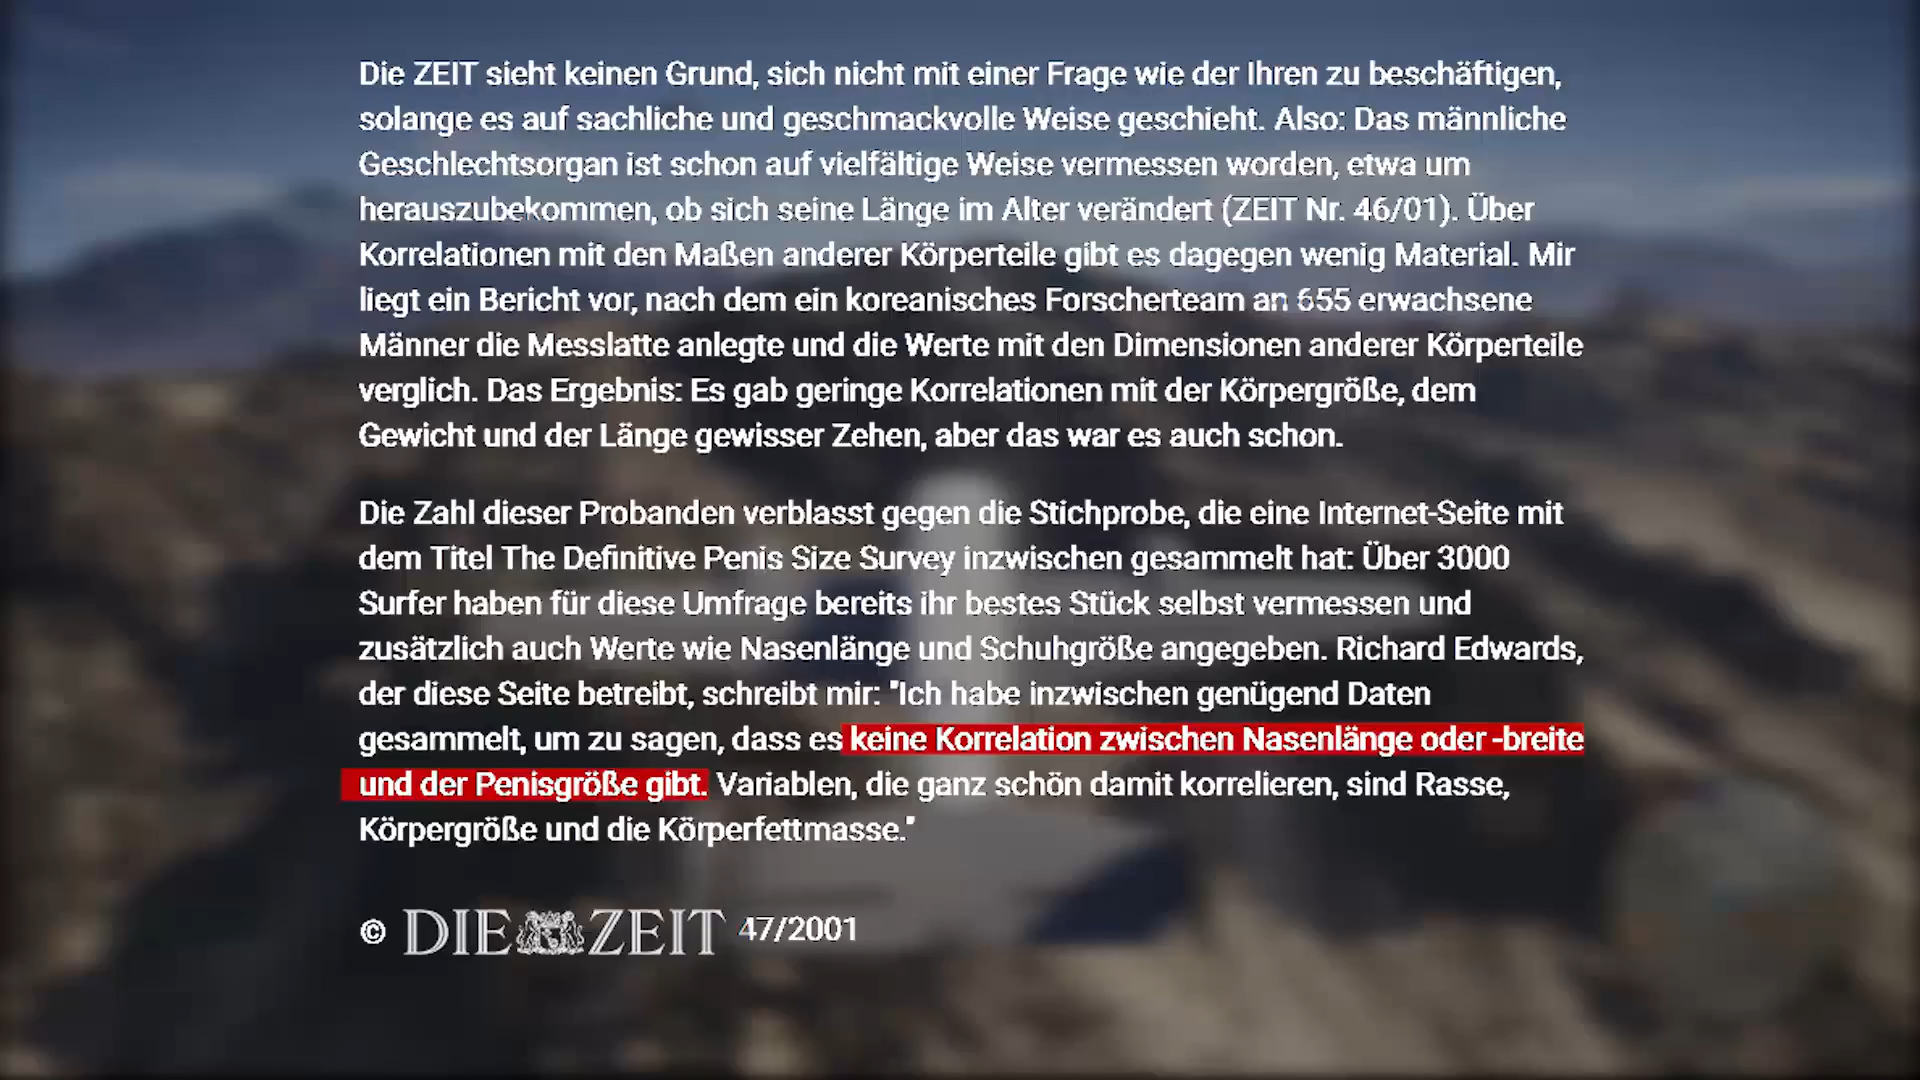 Die ZEIT sieht keinen Grund, sich nicht mit einer Frage wie der Ihren zu beschäftigen,
solange es auf sachliche und geschmackvolle Weise geschieht. Also: Das männliche
Geschlechtsorgan ist schon auf vielfältige Weise vermessen worden, etwa um
herauszubekommen, ob sich seine Länge im Alter verändert (ZEIT Nr. 46/01). Über
Korrelationen mit den Maßen anderer Körperteile gibt es dagegen wenig Material. Mir
liegt ein Bericht vor, nach dem ein koreanisches Forscherteam an 655 erwachsene
Männer die Messlatte anlegte und die Werte mit den Dimensionen anderer Körperteile
verglich. Das Ergebnis: Es gab geringe Korrelationen mit der Körpergröße, dem
Gewicht und der Länge gewisser Zehen, aber das war es auch schon.
Die Zahl dieser Probanden verblasst gegen die Stichprobe, die eine Internet-Seite mit
dem Titel The Definitive Penis Size Survey inzwischen gesammelt hat: Über 3000
Surfer haben für diese Umfrage bereits ihr bestes Stück selbst vermessen und
zusätzlich auch Werte wie Nasenlänge und Schuhgröße angegeben. Richard Edwards,
der diese Seite betreibt, schreibt mir: "Ich habe inzwischen genügend Daten
gesammelt, um zu sagen, dass es keine Korrelation zwischen Nasenlänge oder -breite
und der Penisgröße gibt. Variablen, die ganz schön damit korrelieren, sind Rasse,
Körpergröße und die Körperfettmasse."
© DIE ZEIT 47/2001